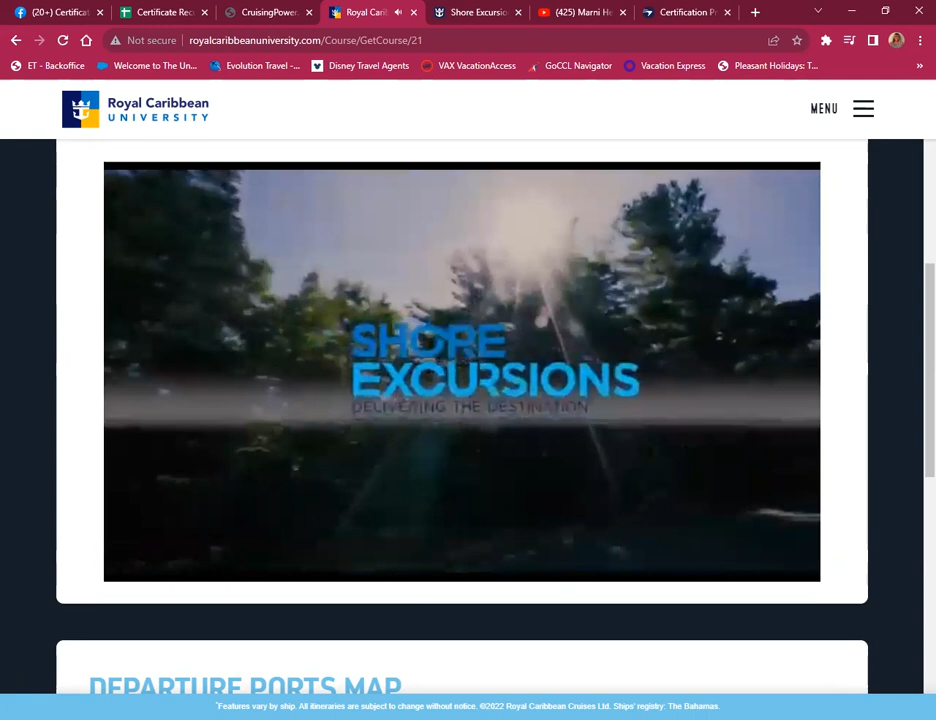 (20+) Certificat
Certificate Rec
CruisingPower.
Royal Carib
Shore Excursio
(425) Marni He
Certification Pr
Not secure
royalcaribbeanuniversity.com/Course/GetCourse/21
ET - Backoffice
Welcome to The Un...
Evolution Travel -...
Disney Travel Agents
VAX VacationAccess
GoCCL Navigator
Vacation Express
Pleasant Holidays: T...
»
Royal Caribbean
UNIVERSITY
MENU
SHORE
EXCURSIONS
DELIVERING THE DESTINATION
DEPARTURE PORTS MAP
*Features vary by ship. All itineraries are subject to change without notice. ©2022 Royal Caribbean Cruises Ltd. Ships' registry: The Bahamas.